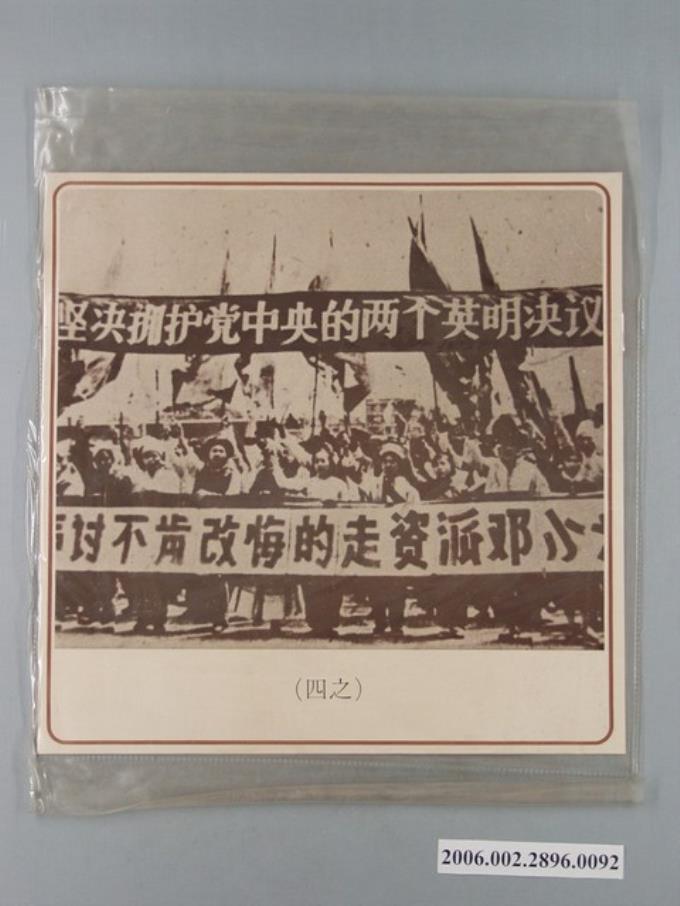 坚决拥护党中央的两个英明决议
声讨不肯改悔的走资派邓小
(四之)
2006.002.2896.0092